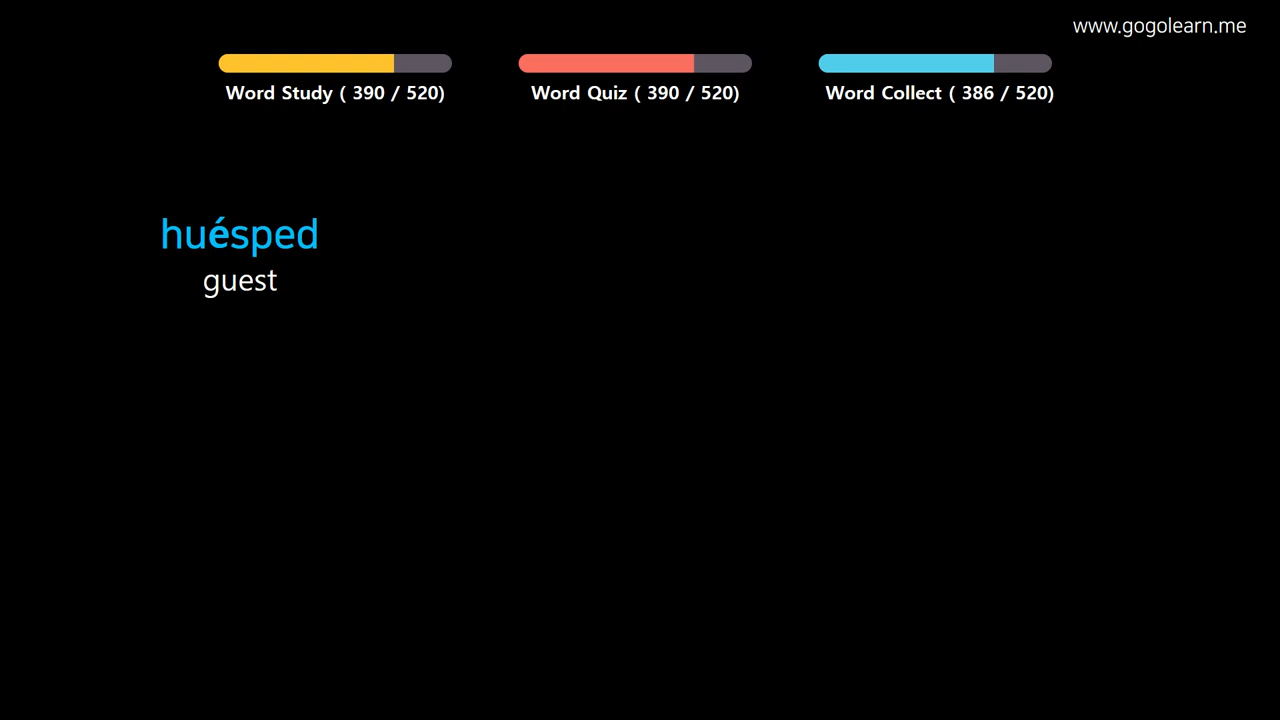 www.gogolearn.me
Word Study ( 390 / 520)
Word Quiz ( 390 / 520)
Word Collect ( 386 / 520)
huésped
guest